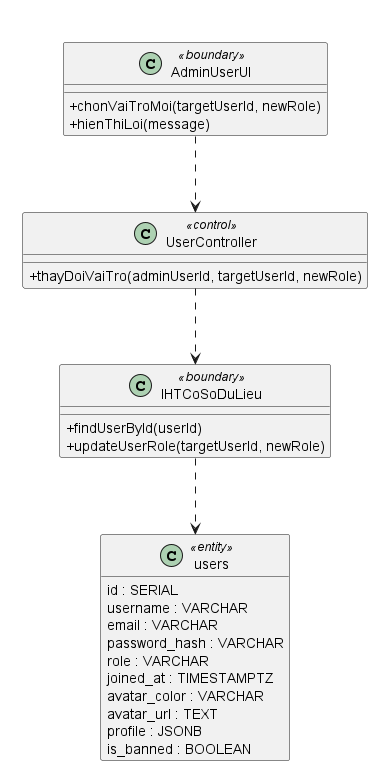 C
«boundary»
AdminUserUI
+chonVaiTroMoi(targetUserId, newRole)
+hienThiLoi(message)
C
«control»
UserController
+thayDoiVaiTro(adminUserId, targetUserId, newRole)
C
«boundary»
IHTCoSoDuLieu
+findUserById(userId)
+updateUserRole(targetUserId, newRole)
C
«entity»
users
id : SERIAL
username : VARCHAR
email : VARCHAR
password_hash : VARCHAR
role : VARCHAR
joined_at : TIMESTAMPTZ
avatar_color : VARCHAR
avatar_url : TEXT
profile : JSONB
is_banned : BOOLEAN